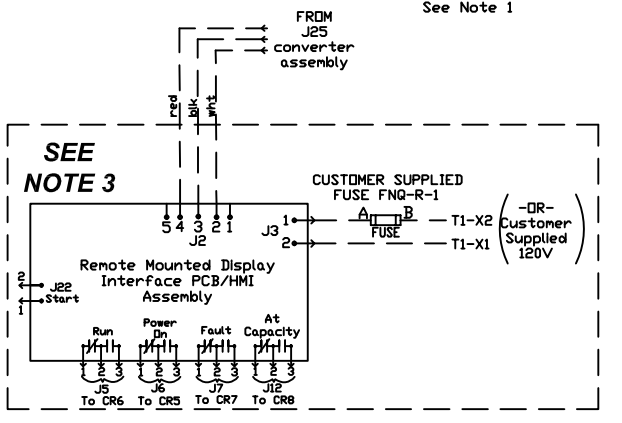 See Note 1
FROM
J25
converter
assembly
red
blk
wht
SEE
NOTE 3
CUSTOMER SUPPLIED
FUSE FNQ-R-1
A
B
FUSE
5 4 3 2 1
J2
J3
1
2
T1-X2
T1-X1
-OR-
Customer
Supplied
120V
Remote Mounted Display
Interface PCB/HMI
Assembly
2
J22
Start
1
Run
Power
On
Fault
At
Capacity
1 2 3
1 2 3
1 2 3
1 2 3
J5
To CR6
J6
To CR5
J7
To CR7
J12
To CR8